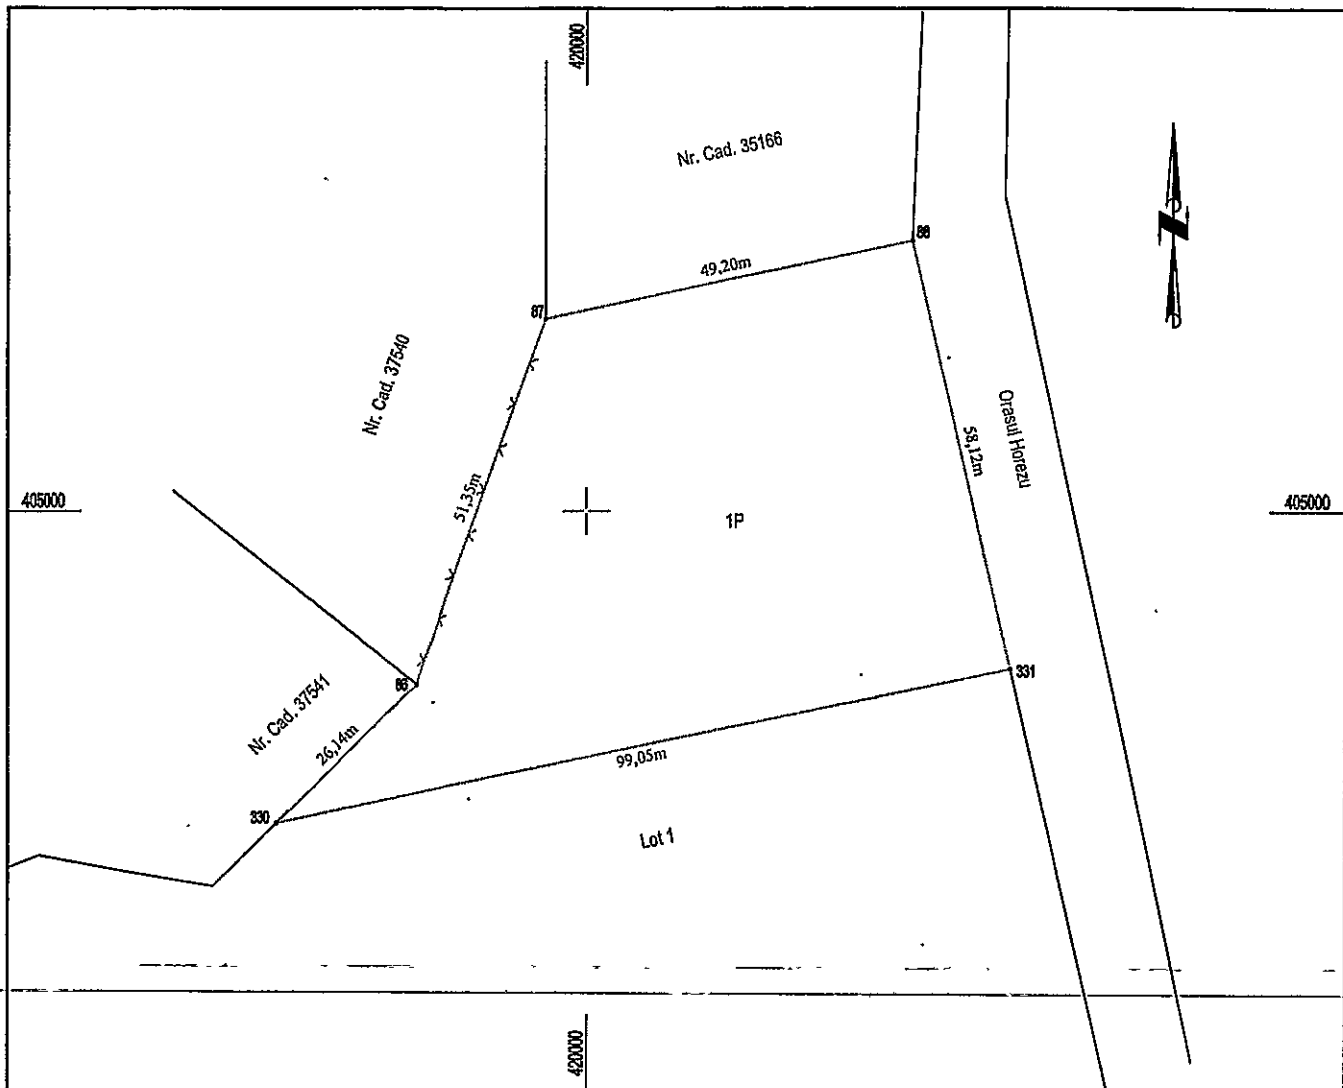 420000
Nr. Cad. 35166
N
88
49,20m
87
Nr. Cad. 37540
Orasul Horezu
58,12m
51,35m
405000
405000
1P
331
86
Nr. Cad. 37541
26,14m
99,05m
330
Lot 1
420000